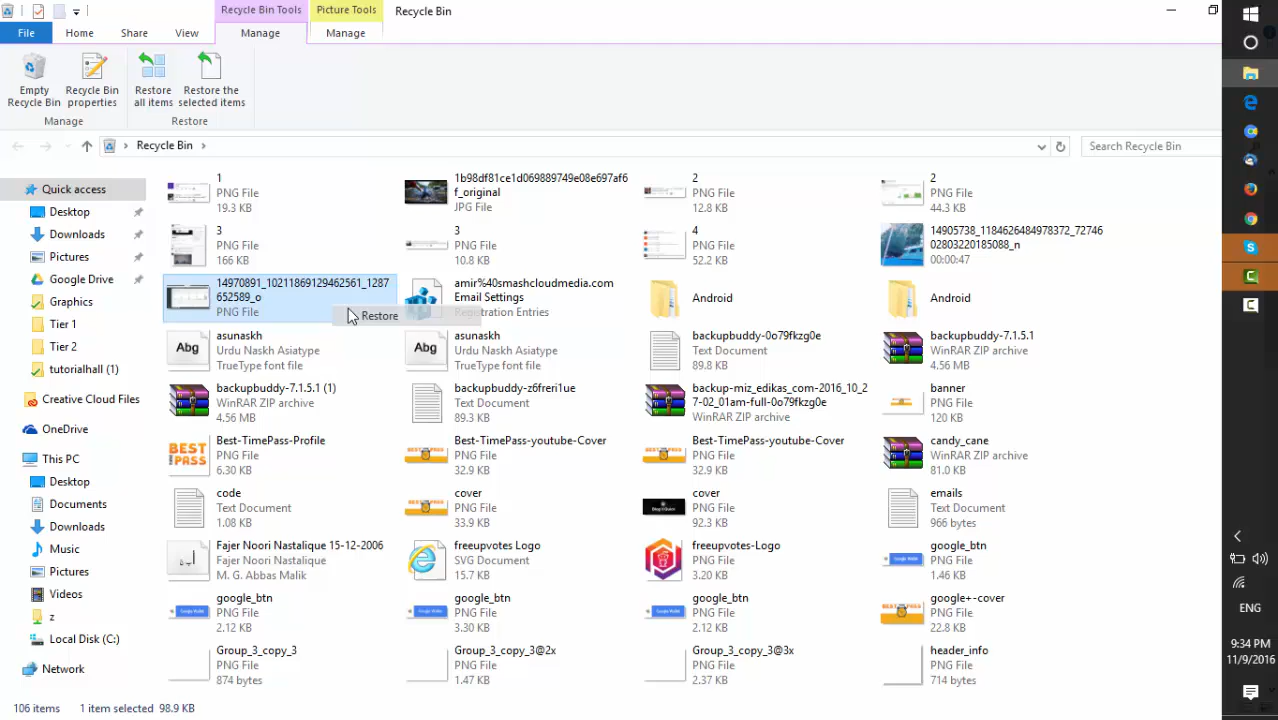 Recycle Bin Tools
Picture Tools
Recycle Bin
File
Home
Share
View
Manage
Manage
Empty
Recycle Bin
Recycle Bin
properties
Restore
all items
Restore the
selected items
Manage
Restore
Recycle Bin
Search Recycle Bin
Quick access
Desktop
Downloads
Pictures
Google Drive
Graphics
Tier 1
Tier 2
tutorialhall (1)
Creative Cloud Files
OneDrive
This PC
Desktop
Documents
Downloads
Music
Pictures
Videos
z
Local Disk (C:)
Network
1
PNG File
19.3 KB
1b98df81ce1d069889749e08e697af6
f_original
JPG File
2
PNG File
12.8 KB
2
PNG File
44.3 KB
3
PNG File
166 KB
3
PNG File
10.8 KB
4
PNG File
52.2 KB
14905738_1184626484978372_72746
02803220185088_n
00:00:47
14970891_10211869129462561_1287
652589_o
PNG File
Restore
amir%40smashcloudmedia.com
Email Settings
Registration Entries
Android
Android
asunaskh
Urdu Naskh Asiatype
TrueType font file
asunaskh
Urdu Naskh Asiatype
TrueType font file
backupbuddy-0o79fkzg0e
Text Document
89.8 KB
backupbuddy-7.1.5.1
WinRAR ZIP archive
4.56 MB
backupbuddy-7.1.5.1 (1)
WinRAR ZIP archive
4.56 MB
backupbuddy-z6freri1ue
Text Document
89.3 KB
backup-miz_edikas_com-2016_10_2
7-02_01am-full-0o79fkzg0e
WinRAR ZIP archive
banner
PNG File
120 KB
Best-TimePass-Profile
PNG File
6.30 KB
Best-TimePass-youtube-Cover
PNG File
32.9 KB
Best-TimePass-youtube-Cover
PNG File
32.9 KB
candy_cane
WinRAR ZIP archive
81.0 KB
code
Text Document
1.08 KB
cover
PNG File
33.9 KB
cover
PNG File
92.3 KB
emails
Text Document
966 bytes
Fajer Noori Nastalique 15-12-2006
Fajer Noori Nastalique
M. G. Abbas Malik
freeupvotes Logo
SVG Document
15.7 KB
freeupvotes-Logo
PNG File
3.20 KB
google_btn
PNG File
1.46 KB
google_btn
PNG File
2.12 KB
google_btn
PNG File
3.30 KB
google_btn
PNG File
2.12 KB
google+-cover
PNG File
22.8 KB
Group_3_copy_3
PNG File
874 bytes
Group_3_copy_3@2x
PNG File
1.47 KB
Group_3_copy_3@3x
PNG File
2.37 KB
header_info
PNG File
714 bytes
106 items
1 item selected 98.9 KB
ENG
9:34 PM
11/9/2016
Abg
Abg
BEST
PASS